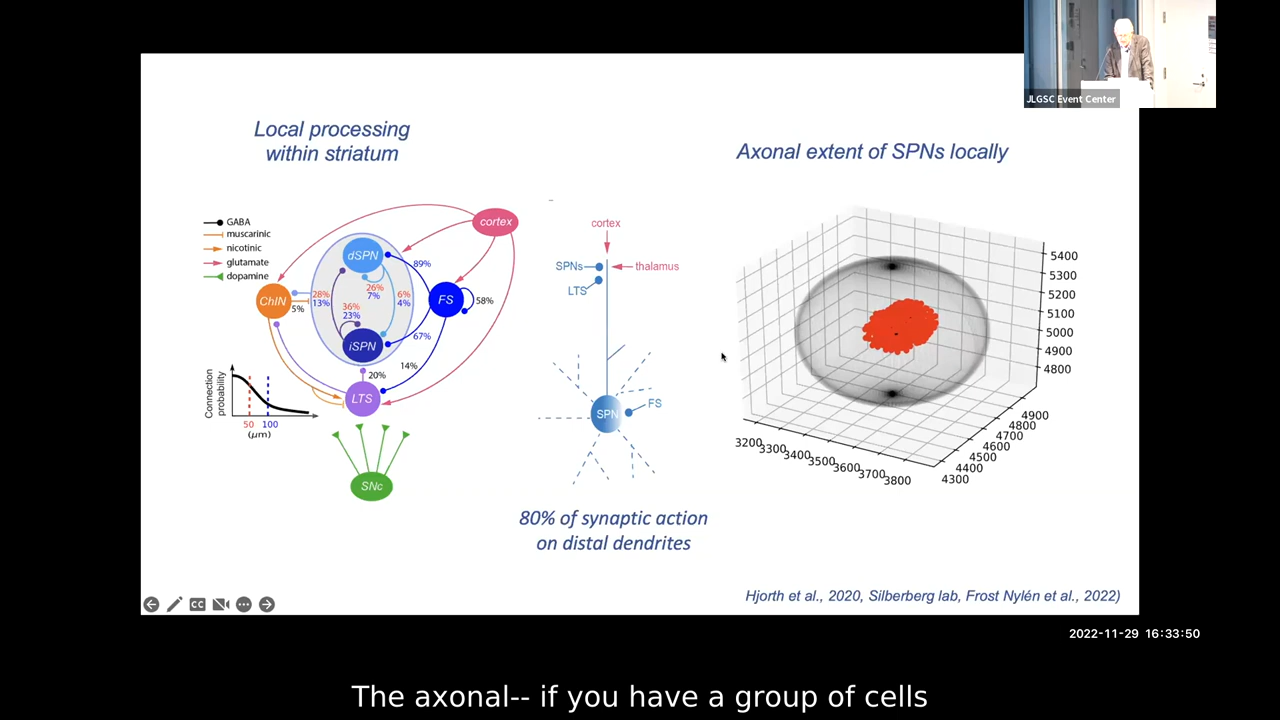 JLGSC Event Center
Local processing
within striatum
Axonal extent of SPNs locally
GABA
muscarinic
nicotinic
glutamate
dopamine
cortex
dSPN
89%
26%
7%
6%
4%
28%
13%
ChIN
5%
36%
23%
FS
58%
iSPN
67%
14%
20%
LTS
Connection
probability
50 100
(µm)
SNc
cortex
SPNs
thalamus
LTS
FS
SPN
80% of synaptic action
on distal dendrites
5400
5300
5200
5100
5000
4900
4800
4900
4800
4700
4600
4500
4400
4300
3200
3300
3400
3500
3600
3700
3800
Hjorth et al., 2020, Silberberg lab, Frost Nylén et al., 2022)
CC
2022-11-29 16:33:50
The axonal-- if you have a group of cells